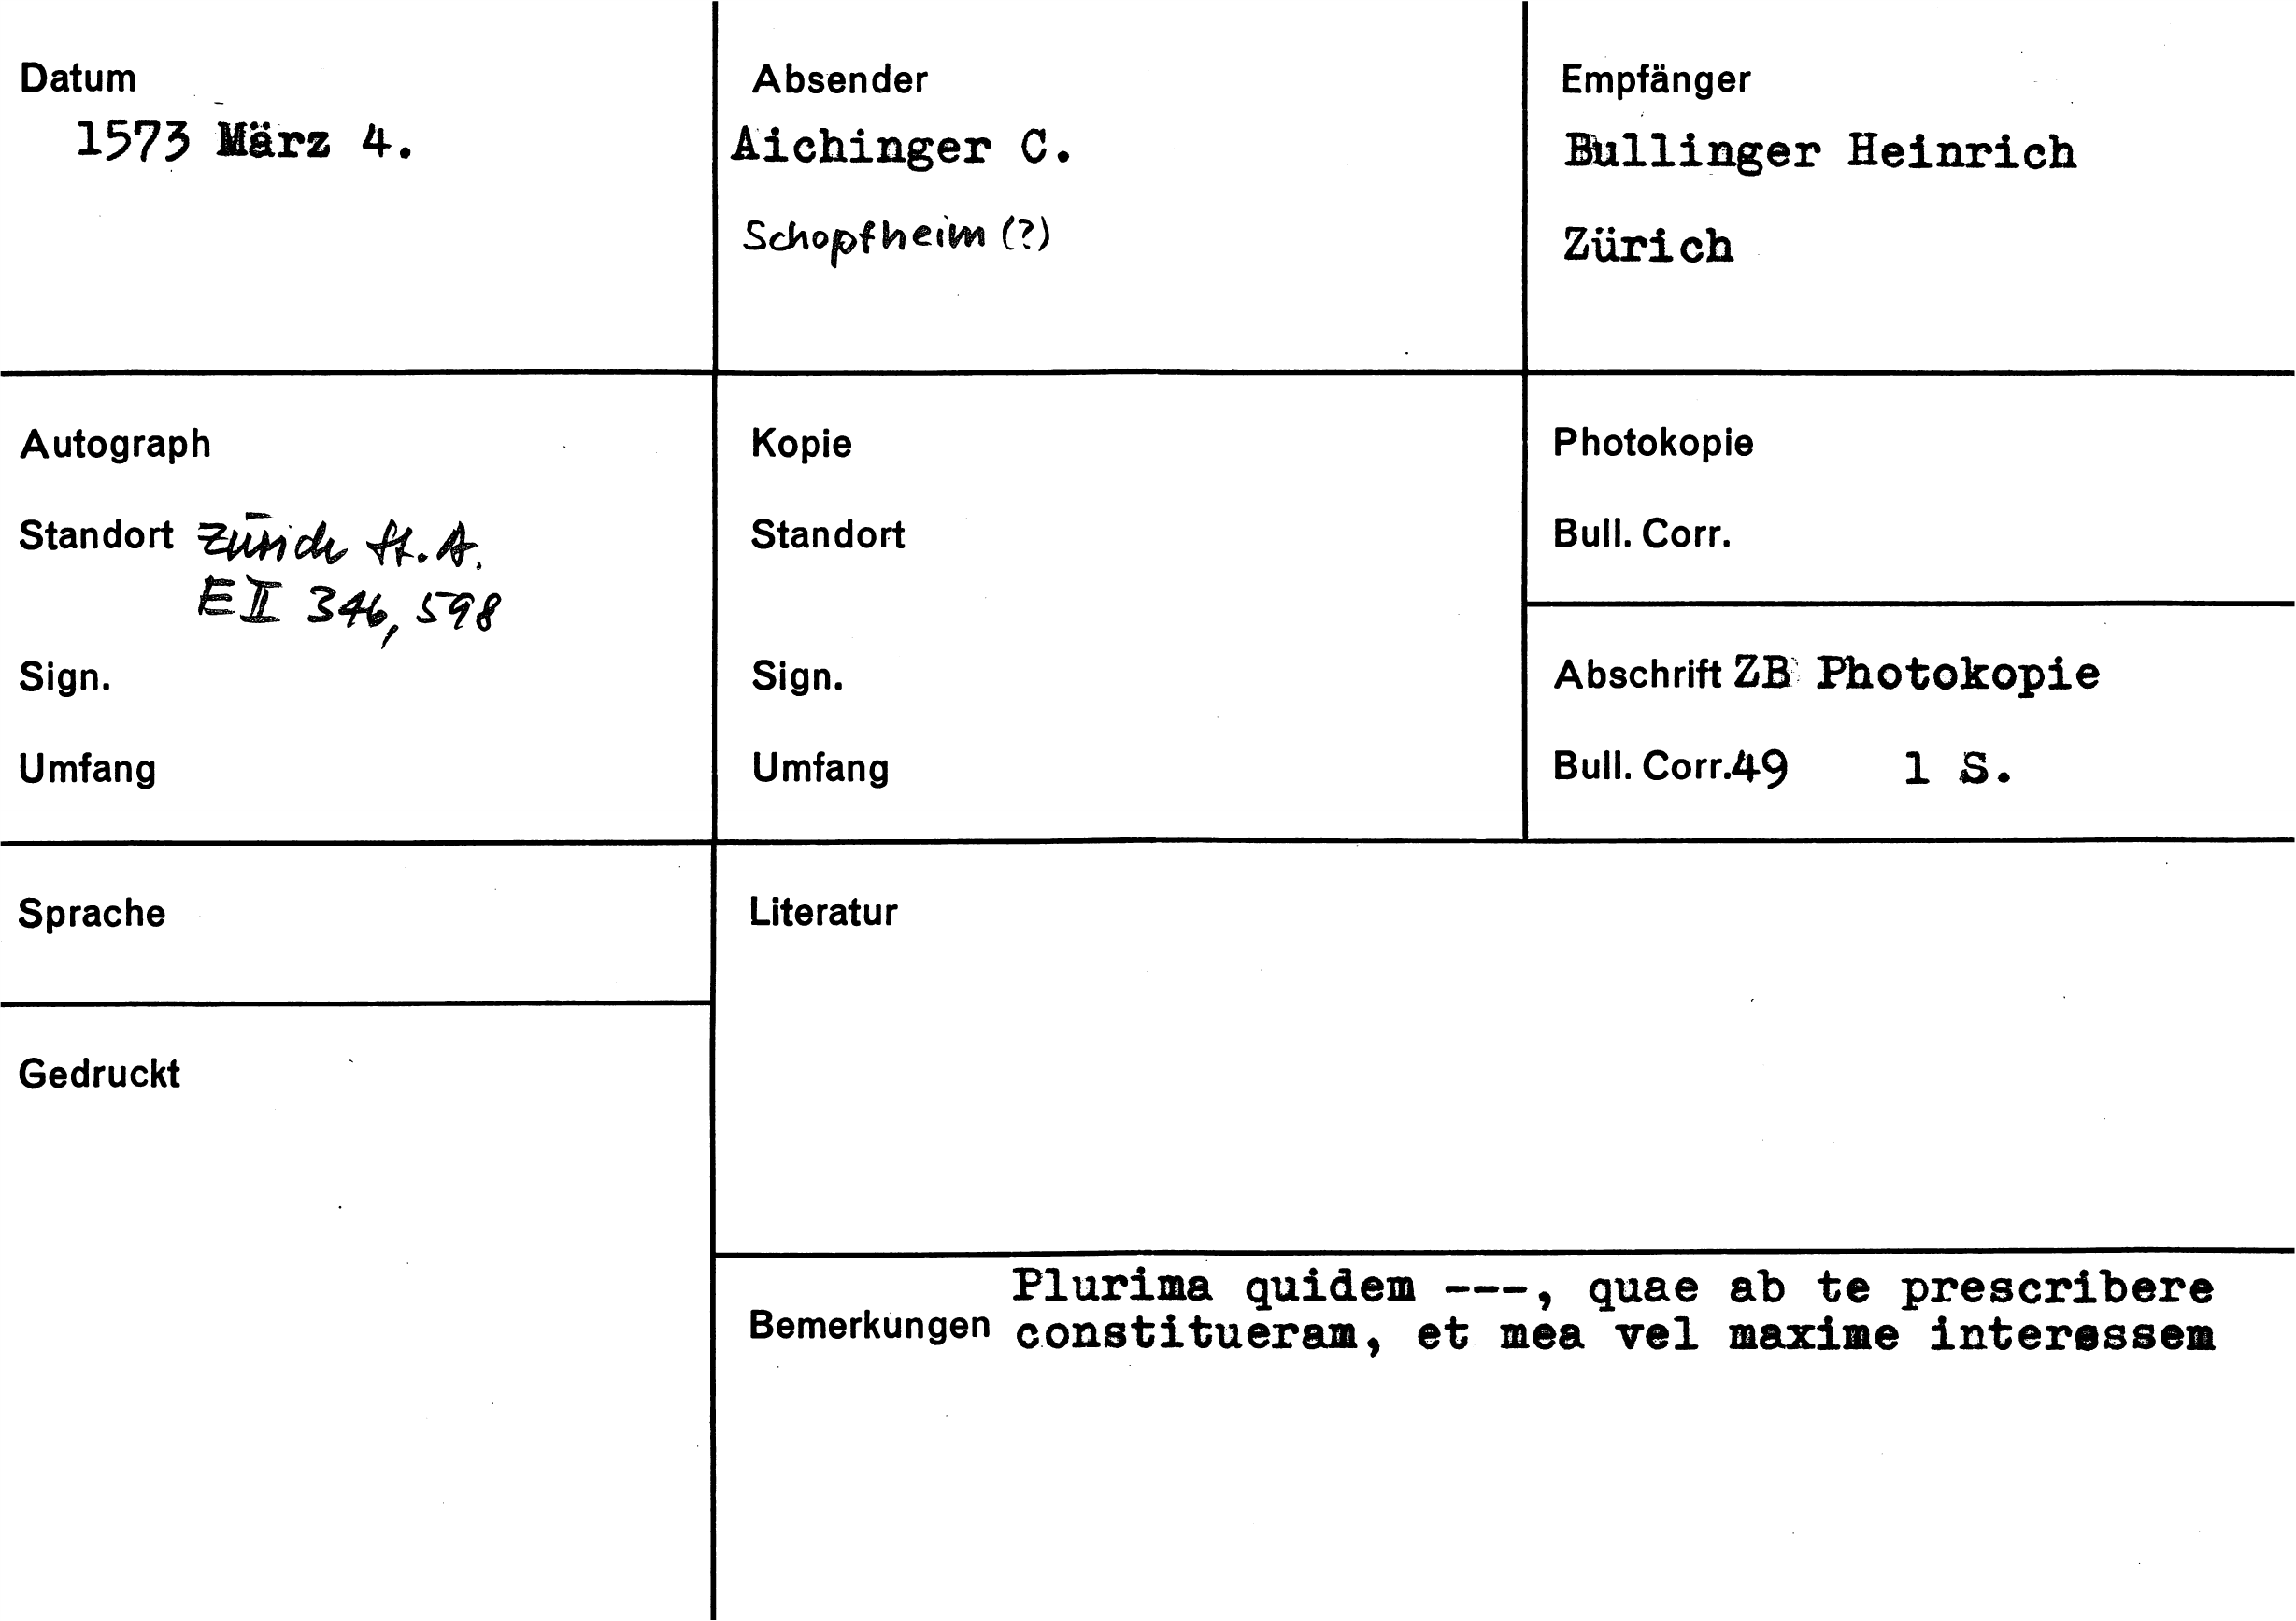 Datum
1573 März 4.
Absender
Aichinger C.
Schopfheim (?)
Empfänger
Bullinger Heinrich
Zürich
Autograph
Standort Zürich St. A.
E II 346, 598
Sign.
Umfang
Kopie
Standort
Sign.
Umfang
Photokopie
Bull. Corr.
Abschrift ZB Photokopie
Bull. Corr. 49 1 S.
Sprache
Gedruckt
Literatur
Bemerkungen
Plurima quidem ---, quae ab te prescribere
constitueram, et mea vel maxime interessem